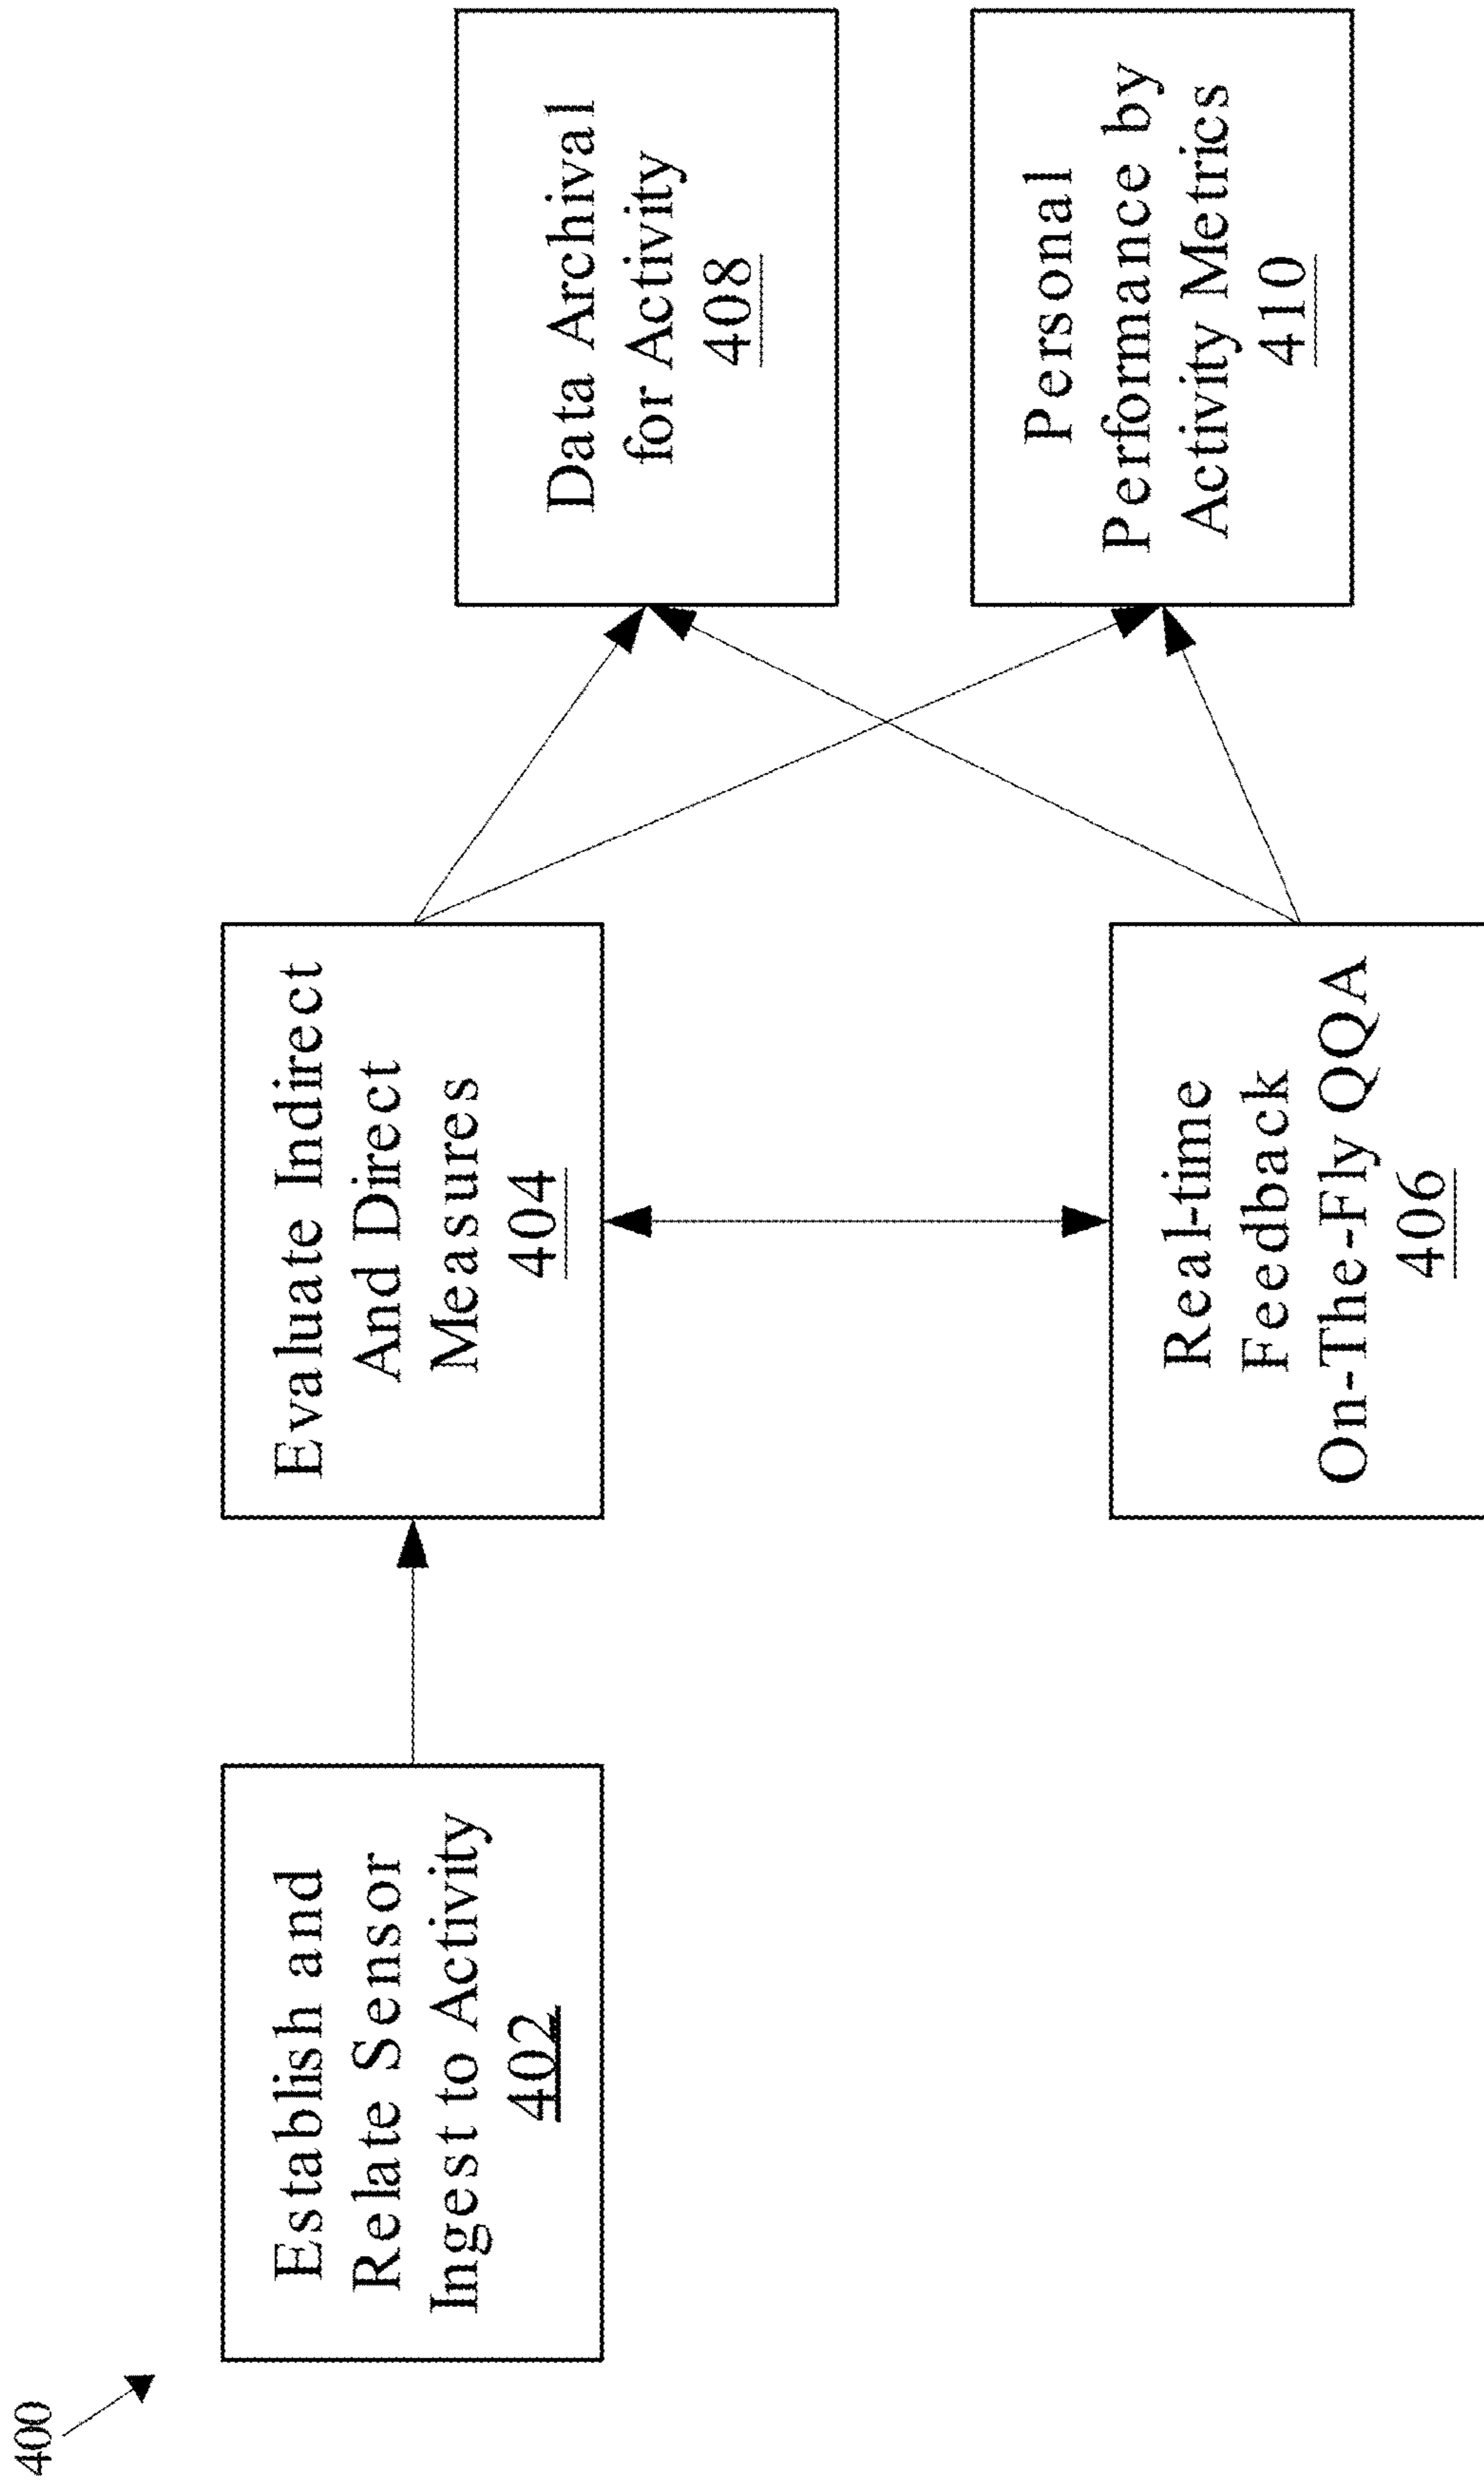 400
Establish and
Relate Sensor
Ingest to Activity
402
Evaluate Indirect
And Direct
Measures
404
Real-time
Feedback
On-The-Fly QQA
406
Data Archival
for Activity
408
Personal
Performance by
Activity Metrics
410